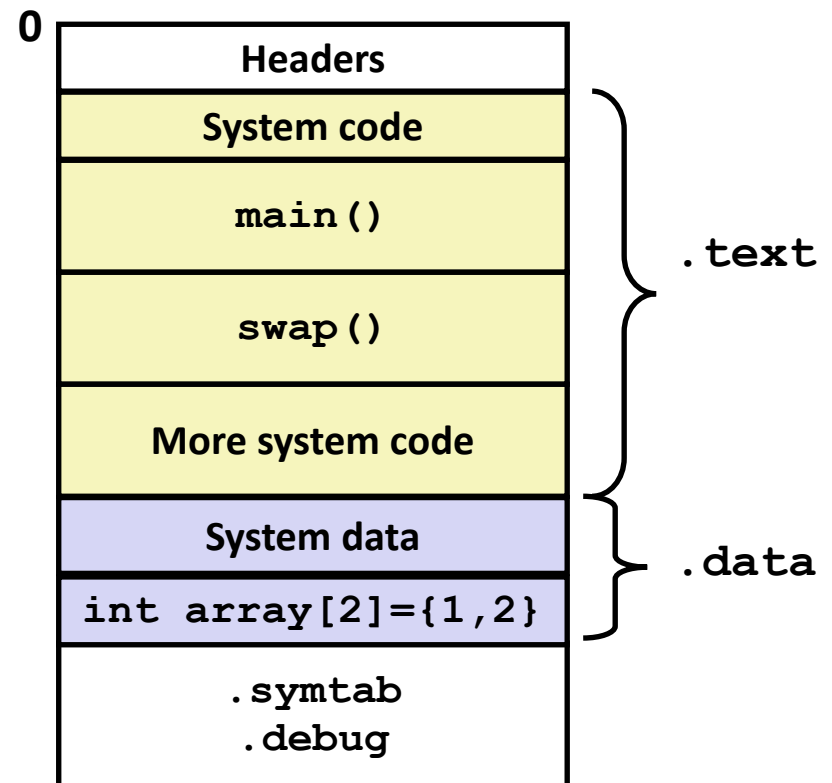 0
Headers
System code
main()
.text
swap()
More system code
System data
.data
int array[2]={1,2}
.symtab
.debug